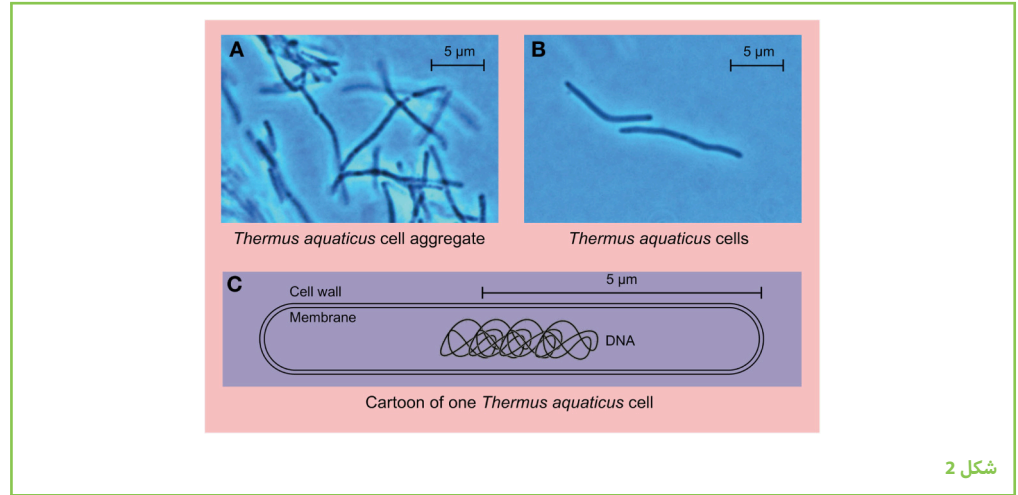 A
5 µm
B
5 µm
Thermus aquaticus cell aggregate
Thermus aquaticus cells
C
5 µm
Cell wall
Membrane
DNA
Cartoon of one Thermus aquaticus cell
شكل 2